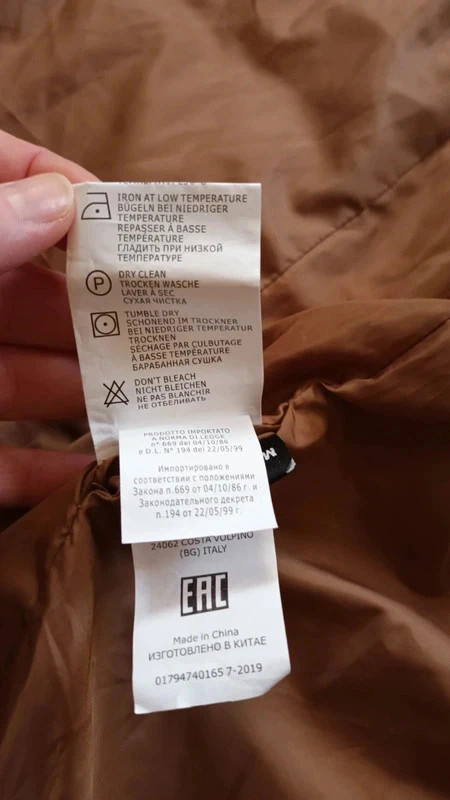 IRON AT LOW TEMPERATURE
BÜGELN BEI NIEDRIGER
TEMPERATURE
REPASSER À BASSE
TEMPÉRATURE
ГЛАДИТЬ ПРИ НИЗКОЙ
ТЕМПЕРАТУРЕ
P
DRY CLEAN
TROCKEN WASCHE
LAVER À SEC
СУХАЯ ЧИСТКА
TUMBLE DRY
SCHONEND IM TROCKNER
BEI NIEDRIGER TEMPERATUR
TROCKNEN
SÉCHAGE PAR CULBUTAGE
À BASSE TEMPÉRATURE
БАРАБАННАЯ СУШКА
DON'T BLEACH
NICHT BLEICHEN
NE PAS BLANCHIR
НЕ ОТБЕЛИВАТЬ
PRODOTTO IMPORTATO
A NORMA DI LEGGE
n° 669 del 04/10/86
e D.L. N° 194 del 22/05/99
Импортировано в
соответствии с положениями
Закона n.669 от 04/10/86 г. и
Законодательного декрета
n.194 от 22/05/99 г.
M
24062 COSTA VOLPINO
(BG) ITALY
EAC
Made in China
ИЗГОТОВЛЕНО В КИТАЕ
01794740165 7-2019